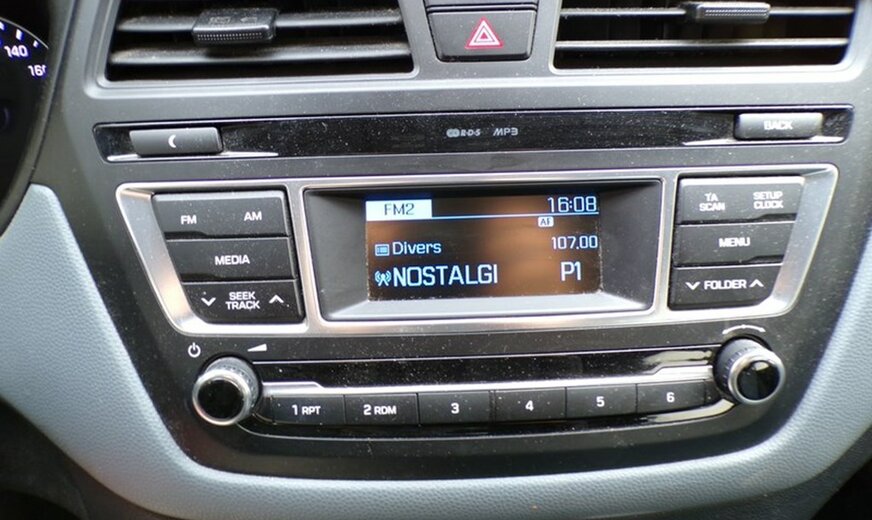 140
160
RDS MP3
BACK
FM AM
MEDIA
SEEK
TRACK
FM2 16:08
AF
Divers 107.00
NOSTALGI P1
TA
SCAN
SETUP
CLOCK
MENU
FOLDER
1 RPT
2 RDM
3
4
5
6